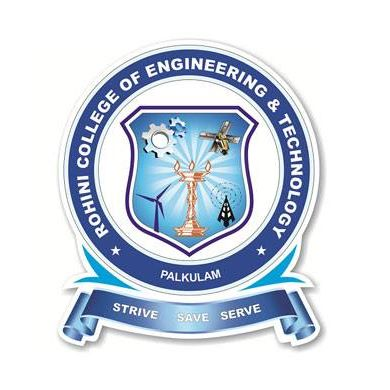 ROHINI COLLEGE OF ENGINEERING & TECHNOLOGY
PALKULAM
STRIVE SAVE SERVE